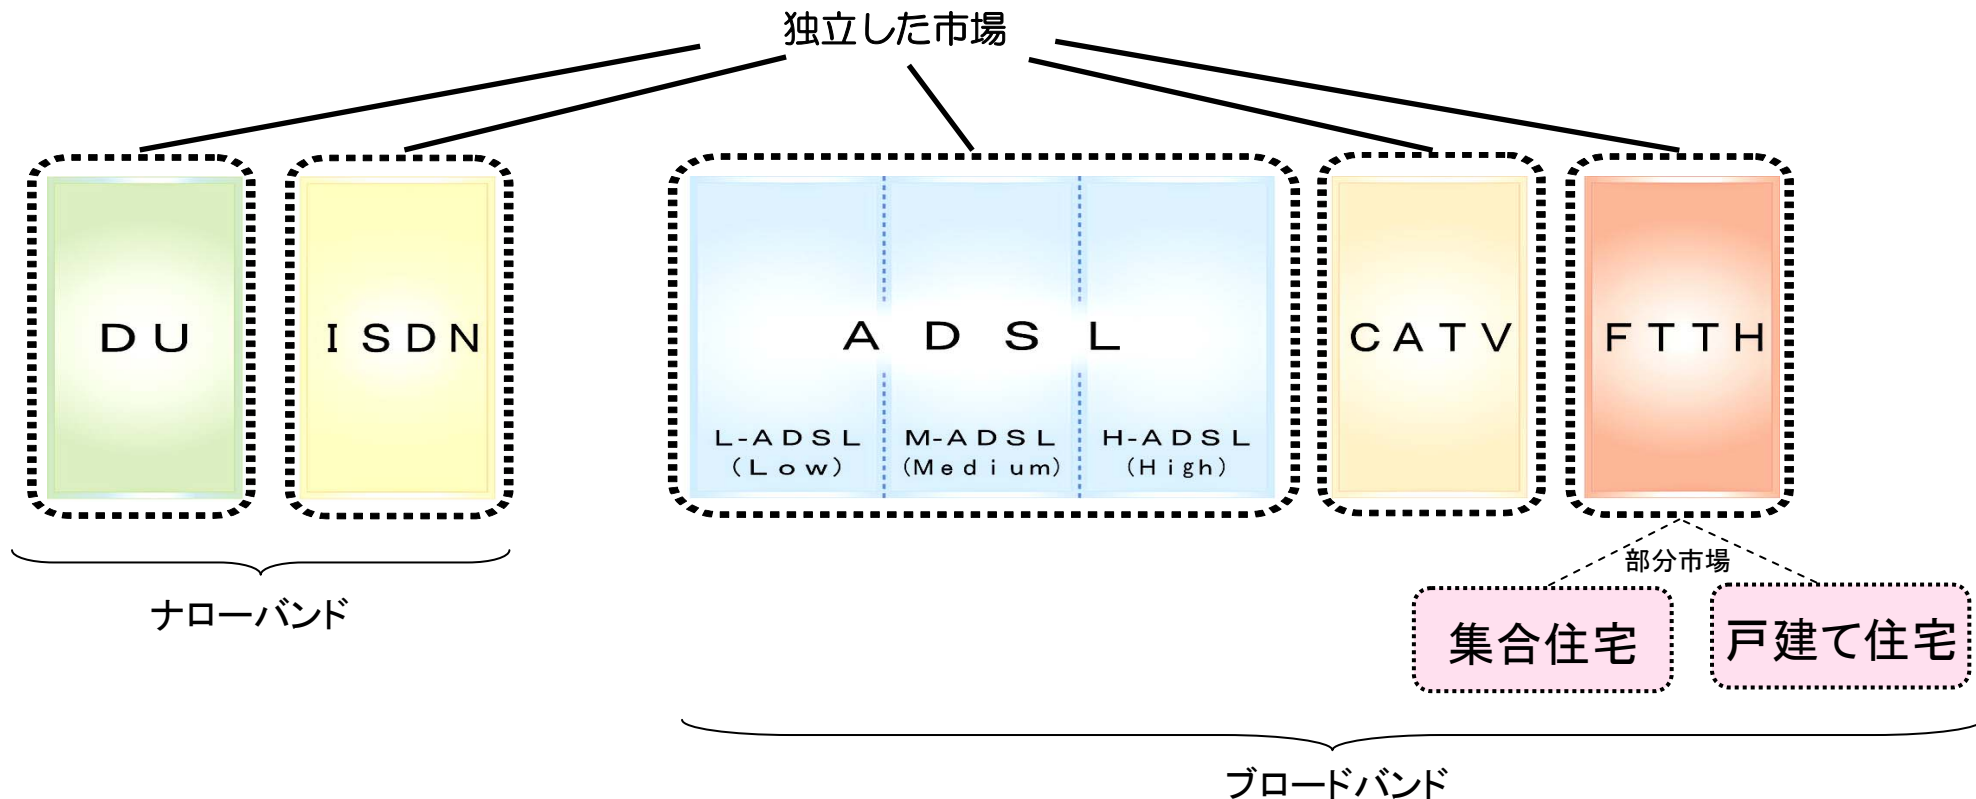 独立した市場
ＤＵ
ＩＳＤＮ
ＡＤＳＬ
ＣＡＴＶ
ＦＴＴＨ
L-ＡＤＳＬ
(Ｌｏｗ)
M-ＡＤＳＬ
(Ｍｅｄｉｕｍ)
H-ＡＤＳＬ
(Ｈｉｇｈ)
部分市場
ナローバンド
集合住宅
戸建て住宅
ブロードバンド